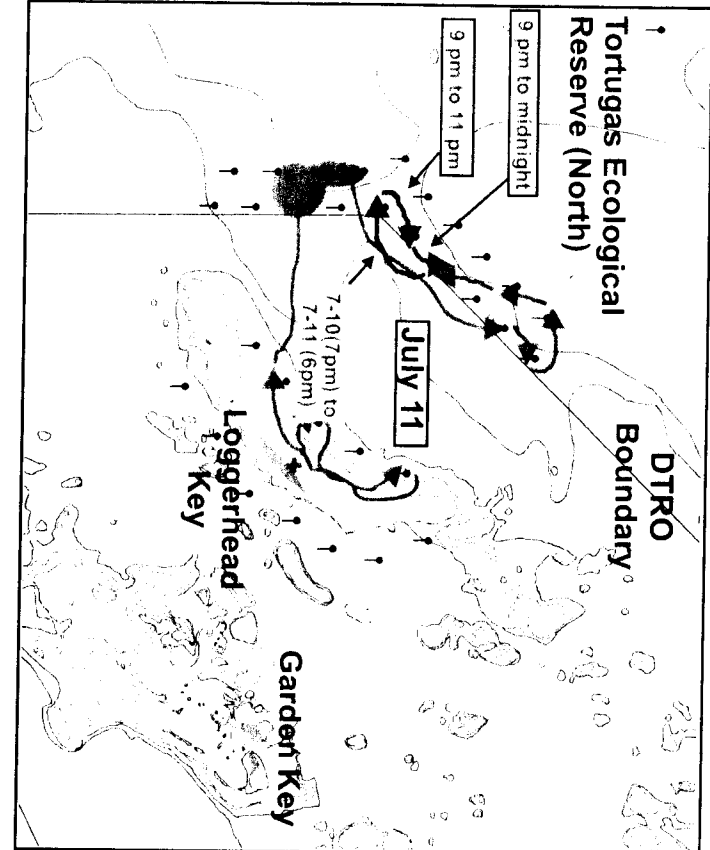 Tortugas Ecological
Reserve (North)
9 pm to midnight
9 pm to 11 pm
DTRO
Boundary
July 11
7-10(7pm) to
7-11 (6pm)
Loggerhead
Key
Garden Key